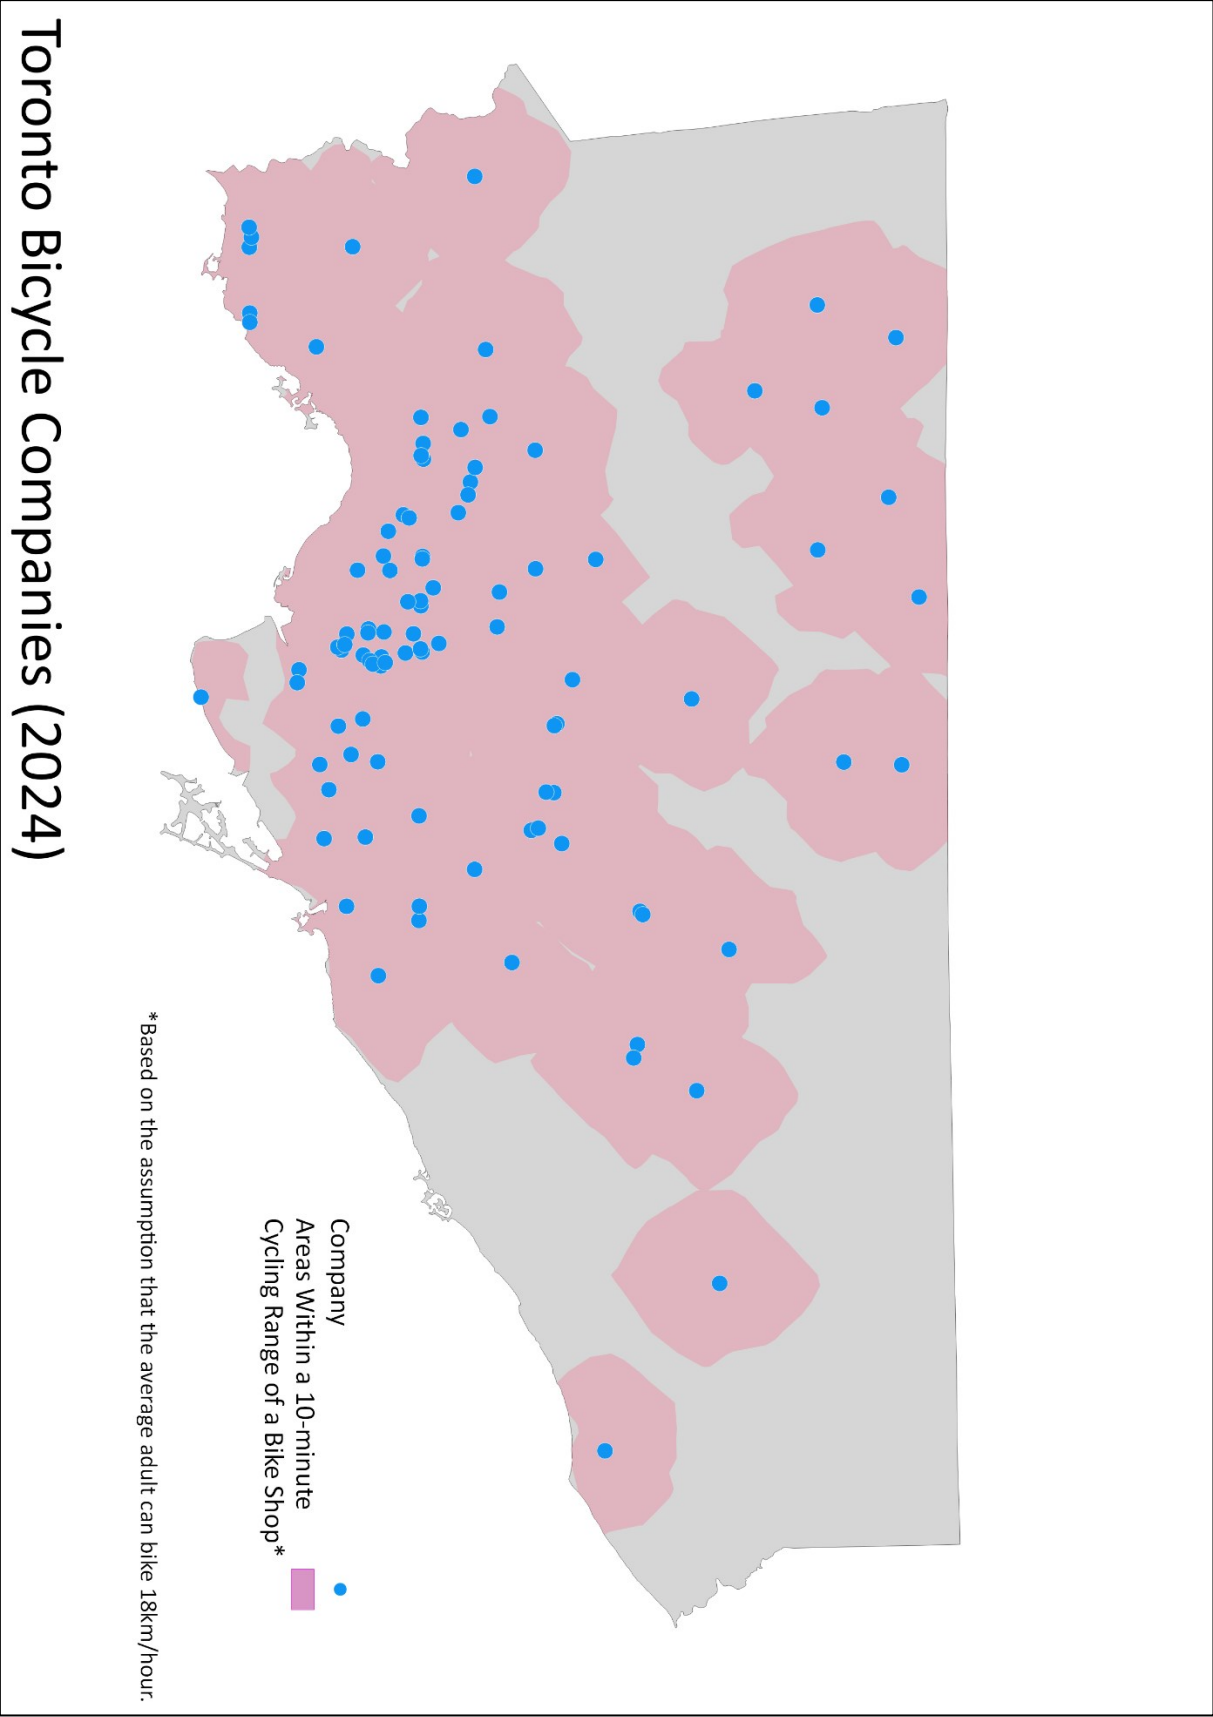 Toronto Bicycle Companies (2024)
Company
Areas Within a 10-minute
Cycling Range of a Bike Shop*
*Based on the assumption that the average adult can bike 18km/hour.